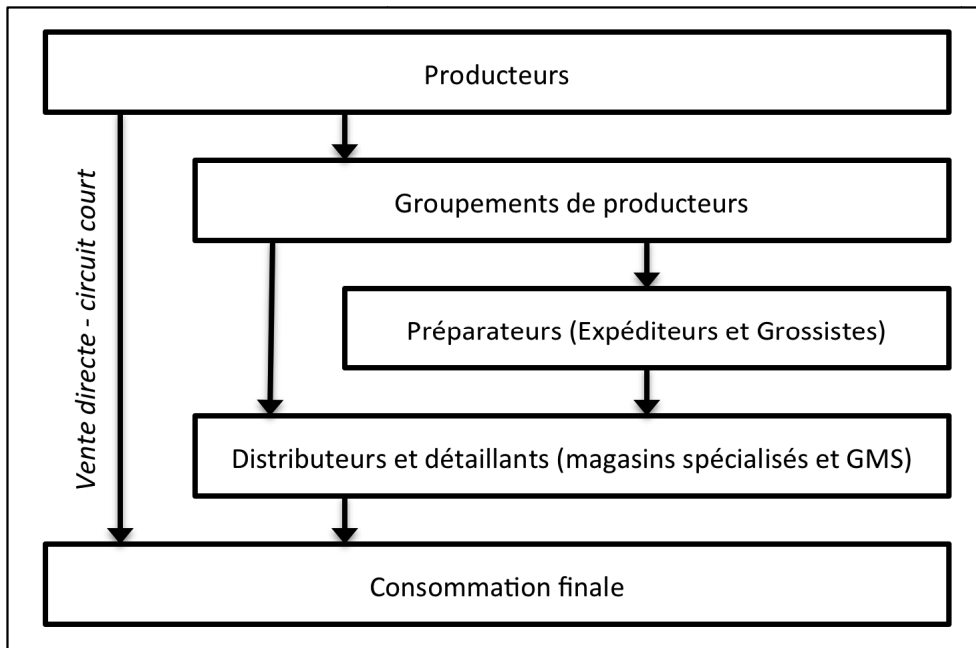 Producteurs
Vente directe - circuit court
Groupements de producteurs
Préparateurs (Expéditeurs et Grossistes)
Distributeurs et détaillants (magasins spécialisés et GMS)
Consommation finale